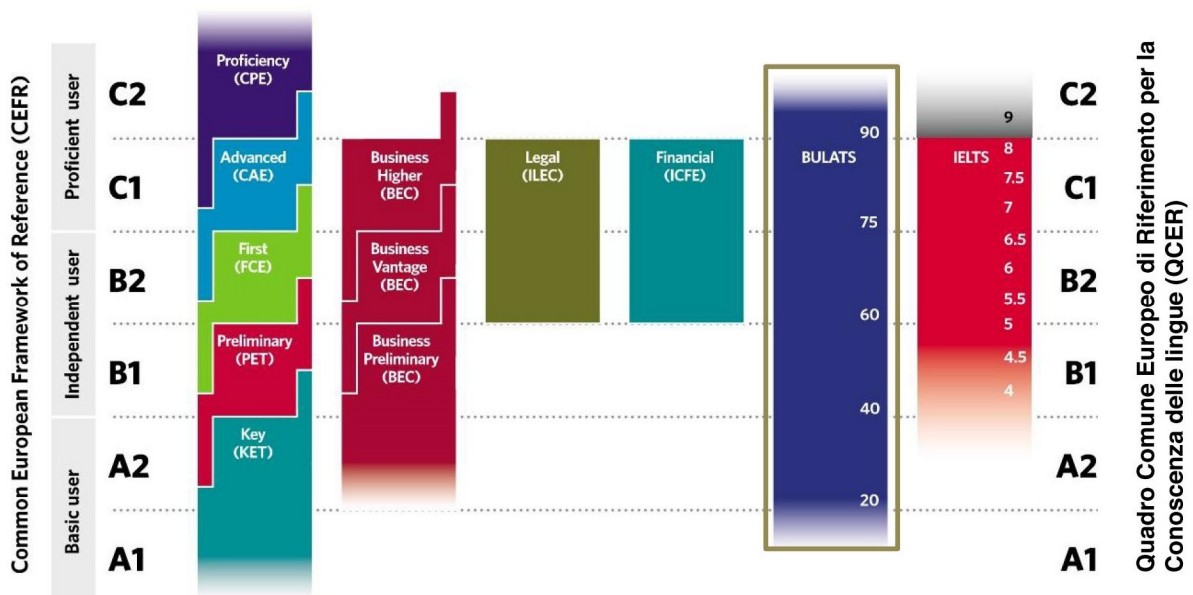 Common European Framework of Reference (CEFR)
Proficient user
Independent user
Basic user
C2
C1
B2
B1
A2
A1
Proficiency
(CPE)
Advanced
(CAE)
First
(FCE)
Preliminary
(PET)
Key
(KET)
Business
Higher
(BEC)
Business
Vantage
(BEC)
Business
Preliminary
(BEC)
Legal
(ILEC)
Financial
(ICFE)
BULATS
90
75
60
40
20
IELTS
9
8
7.5
7
6.5
6
5.5
5
4.5
4
C2
C1
B2
B1
A2
A1
Quadro Comune Europeo di Riferimento per la
Conoscenza delle lingue (QCER)